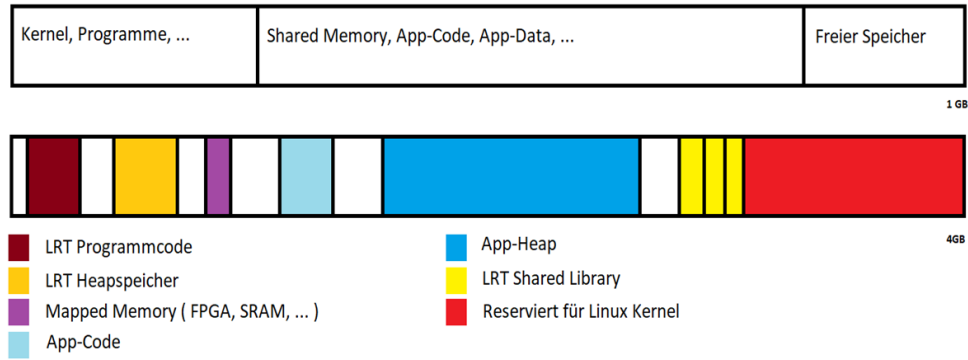 Kernel, Programme, ...
Shared Memory, App-Code, App-Data, ...
Freier Speicher
1 GB
4GB
LRT Programmcode
LRT Heapspeicher
Mapped Memory ( FPGA, SRAM, ... )
App-Code
App-Heap
LRT Shared Library
Reserviert für Linux Kernel